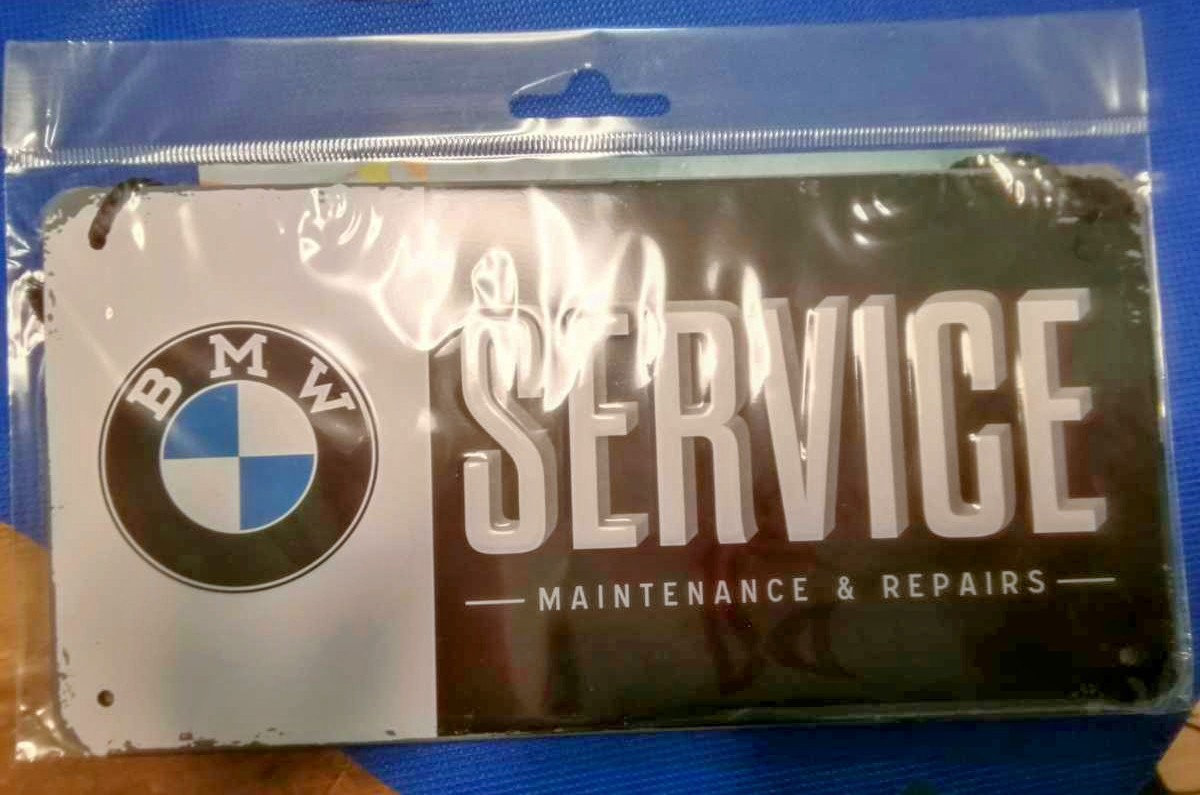 BMW
SERVICE
MAINTENANCE & REPAIRS